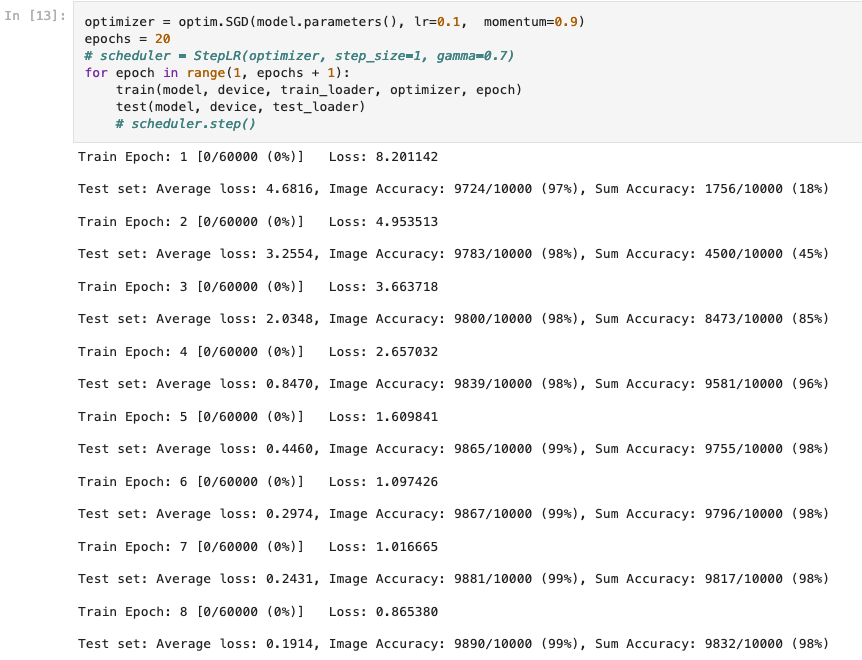 In [13]:
optimizer = optim.SGD(model.parameters(), lr=0.1,  momentum=0.9)
epochs = 20
# scheduler = StepLR(optimizer, step_size=1, gamma=0.7)
for epoch in range(1, epochs + 1):
    train(model, device, train_loader, optimizer, epoch)
    test(model, device, test_loader)
    # scheduler.step()
Train Epoch: 1 [0/60000 (0%)]   Loss: 8.201142
Test set: Average loss: 4.6816, Image Accuracy: 9724/10000 (97%), Sum Accuracy: 1756/10000 (18%)
Train Epoch: 2 [0/60000 (0%)]   Loss: 4.953513
Test set: Average loss: 3.2554, Image Accuracy: 9783/10000 (98%), Sum Accuracy: 4500/10000 (45%)
Train Epoch: 3 [0/60000 (0%)]   Loss: 3.663718
Test set: Average loss: 2.0348, Image Accuracy: 9800/10000 (98%), Sum Accuracy: 8473/10000 (85%)
Train Epoch: 4 [0/60000 (0%)]   Loss: 2.657032
Test set: Average loss: 0.8470, Image Accuracy: 9839/10000 (98%), Sum Accuracy: 9581/10000 (96%)
Train Epoch: 5 [0/60000 (0%)]   Loss: 1.609841
Test set: Average loss: 0.4460, Image Accuracy: 9865/10000 (99%), Sum Accuracy: 9755/10000 (98%)
Train Epoch: 6 [0/60000 (0%)]   Loss: 1.097426
Test set: Average loss: 0.2974, Image Accuracy: 9867/10000 (99%), Sum Accuracy: 9796/10000 (98%)
Train Epoch: 7 [0/60000 (0%)]   Loss: 1.016665
Test set: Average loss: 0.2431, Image Accuracy: 9881/10000 (99%), Sum Accuracy: 9817/10000 (98%)
Train Epoch: 8 [0/60000 (0%)]   Loss: 0.865380
Test set: Average loss: 0.1914, Image Accuracy: 9890/10000 (99%), Sum Accuracy: 9832/10000 (98%)